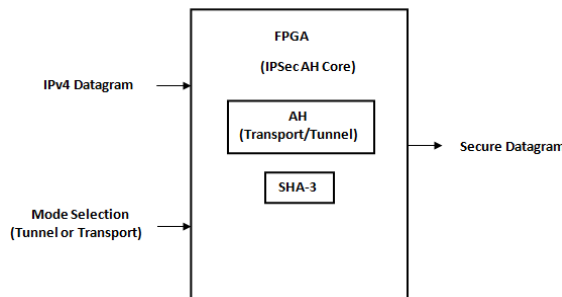 FPGA
(IPSec AH Core)
IPv4 Datagram
AH
(Transport/Tunnel)
Secure Datagram
SHA-3
Mode Selection
(Tunnel or Transport)